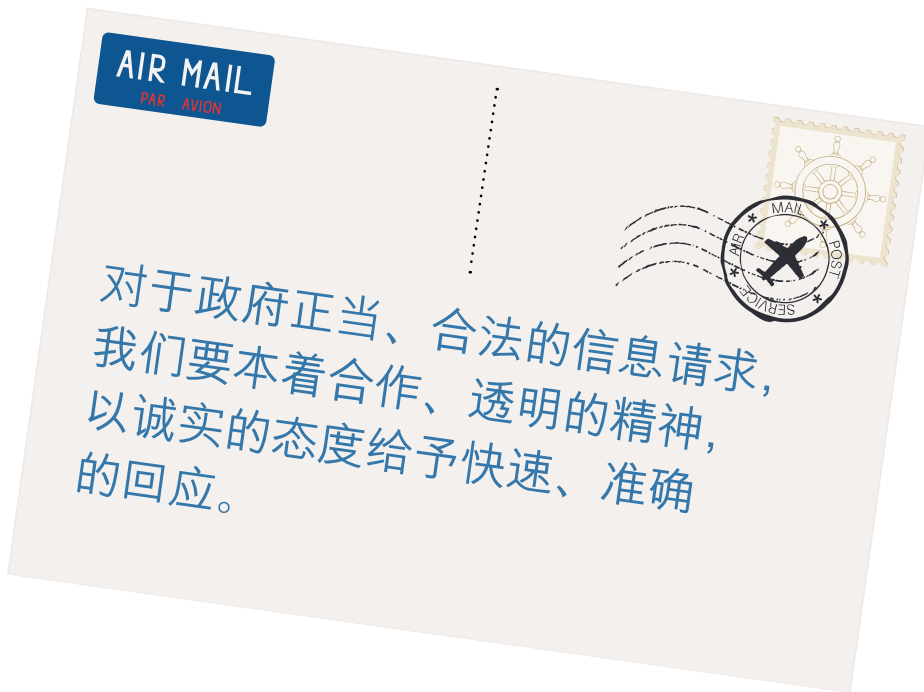 AIR MAIL
PAR AVION
MAIL
AIR
POST
SERVICE
对于政府正当、合法的信息请求,
我们要本着合作、透明的精神,
以诚实的态度给予快速、准确
的回应。